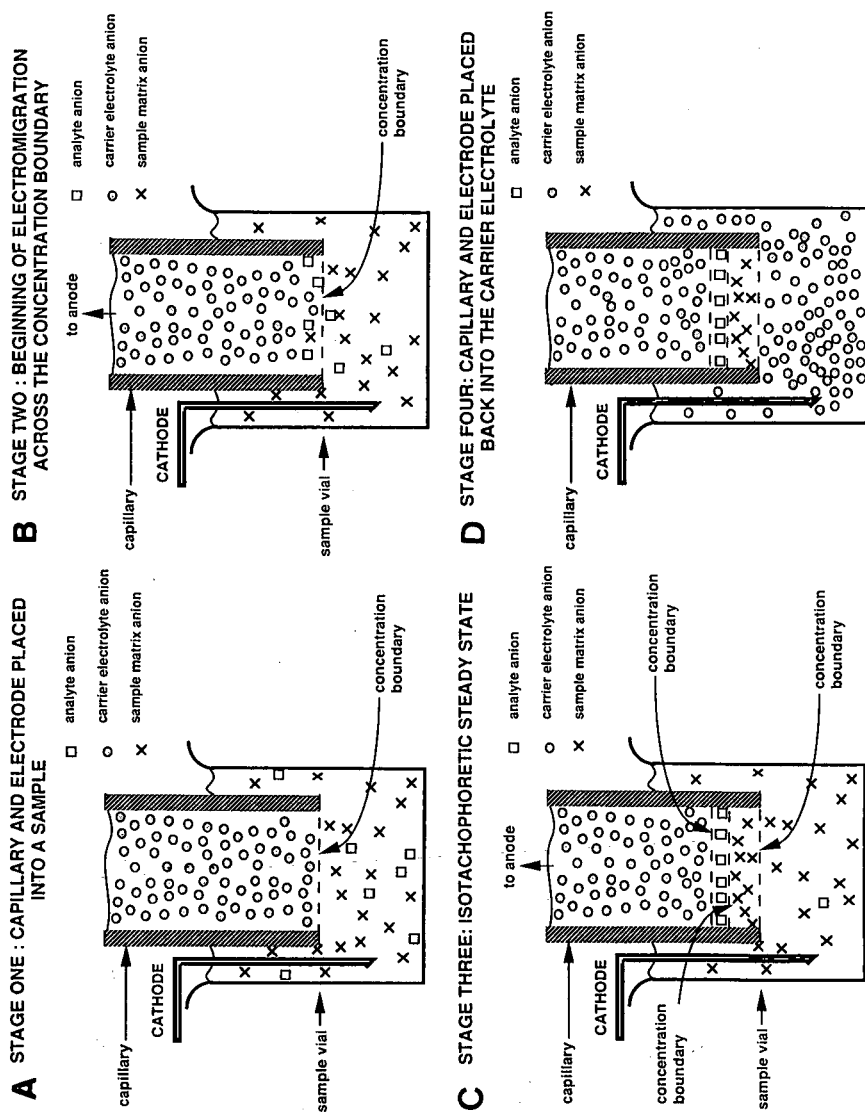 A STAGE ONE : CAPILLARY AND ELECTRODE PLACED
INTO A SAMPLE
analyte anion
carrier electrolyte anion
sample matrix anion
capillary
CATHODE
sample vial
concentration
boundary
B STAGE TWO : BEGINNING OF ELECTROMIGRATION
ACROSS THE CONCENTRATION BOUNDARY
analyte anion
carrier electrolyte anion
sample matrix anion
to anode
capillary
CATHODE
sample vial
concentration
boundary
C STAGE THREE: ISOTACHOPHORETIC STEADY STATE
analyte anion
carrier electrolyte anion
sample matrix anion
to anode
capillary
CATHODE
concentration
boundary
concentration
boundary
sample vial
concentration
boundary
D STAGE FOUR: CAPILLARY AND ELECTRODE PLACED
BACK INTO THE CARRIER ELECTROLYTE
analyte anion
carrier electrolyte anion
sample matrix anion
capillary
CATHODE